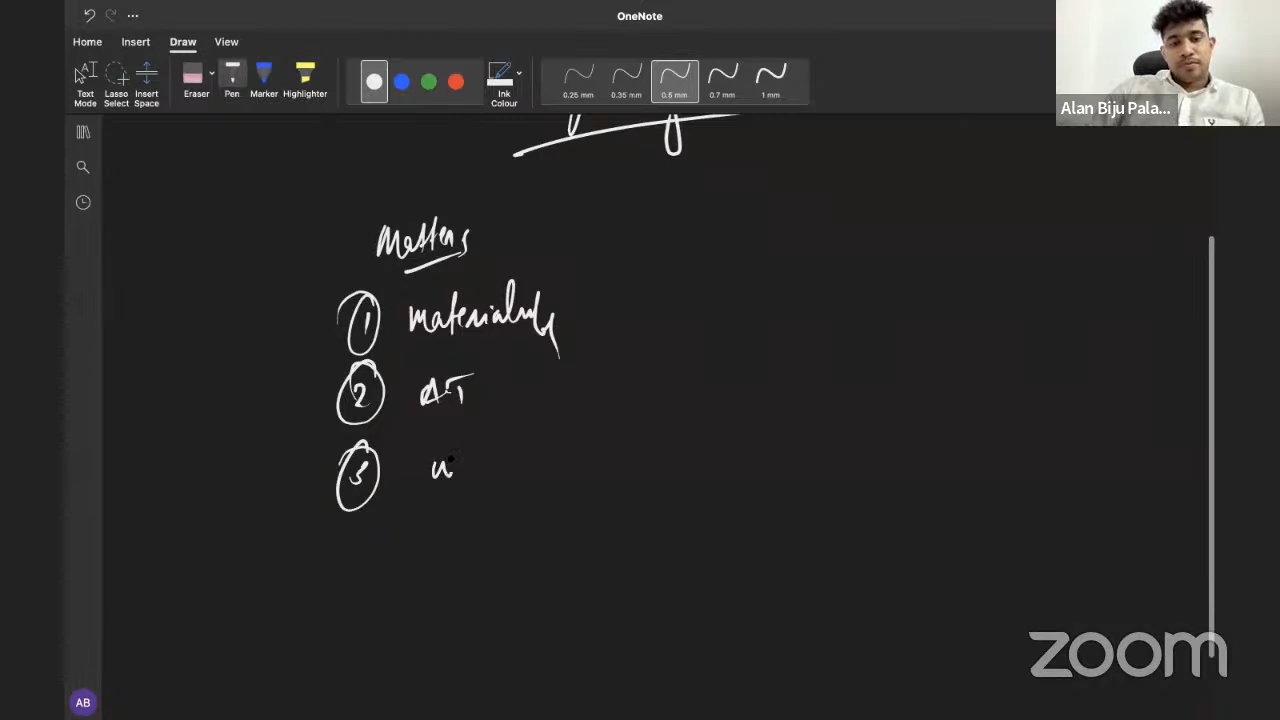 OneNote
Home Insert Draw View
Text Mode Lasso Select Insert Space Eraser Pen Marker Highlighter Ink Colour 0.25 mm 0.35 mm 0.5 mm 0.7 mm 1 mm
Alan Biju Pala...
Matters
1 materiality
2 AT
3
zoom
AB